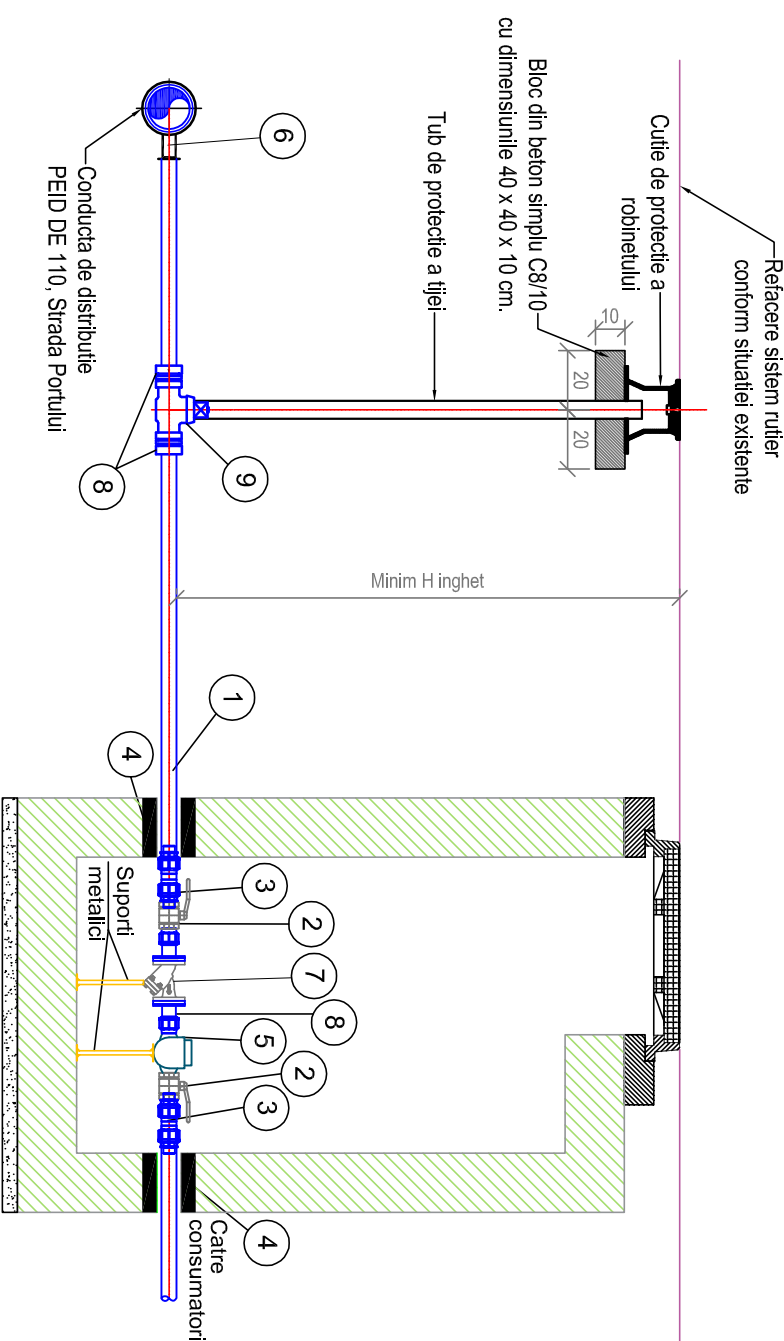 Refacere sistem rutier
conform situatiei existente
Cutie de protectie a
robinetului
Bloc din beton simplu C8/10
cu dimensiunile 40 x 40 x 10 cm.
10
20
20
Tub de protectie a tijei
Minim H inghet
6
Conducta de distributie
PEID DE 110, Strada Portului
8
9
1
4
3
2
7
8
5
2
3
4
Suporti
metalici
Catre
consumatori